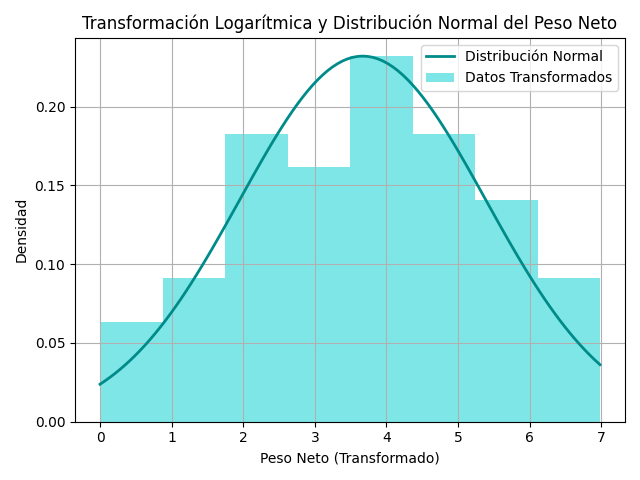 Transformación Logarítmica y Distribución Normal del Peso Neto
Distribución Normal
Datos Transformados
Densidad
0.20
0.15
0.10
0.05
0.00
0 1 2 3 4 5 6 7
Peso Neto (Transformado)